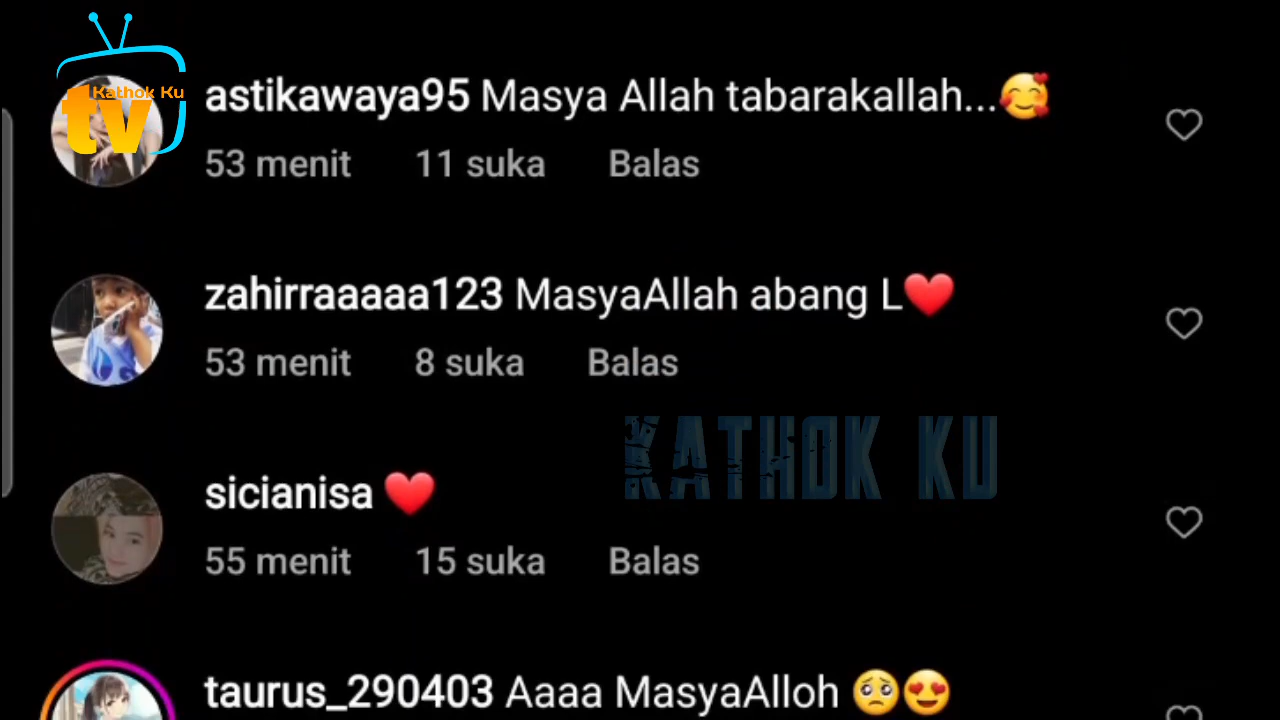 Kathok Ku
tv
astikawaya95 Masya Allah tabarakallah...🥰
53 menit 11 suka Balas
zahirraaaaa123 MasyaAllah abang L❤️
53 menit 8 suka Balas
KATHOK KU
sicianisa ❤️
55 menit 15 suka Balas
taurus_290403 Aaaa MasyaAlloh 🥺😍